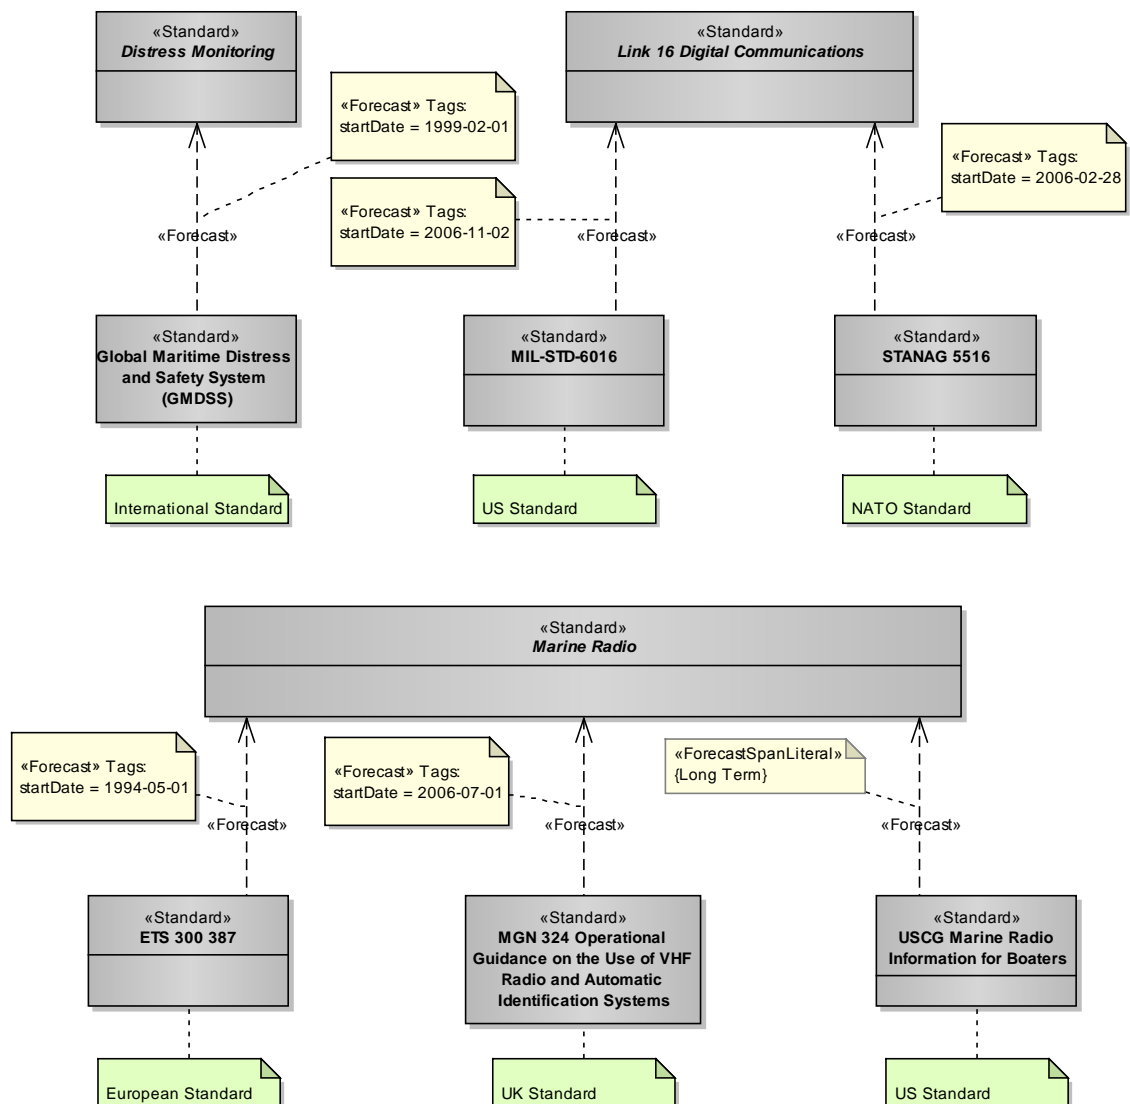 «Standard»
Distress Monitoring
«Standard»
Link 16 Digital Communications
«Forecast» Tags:
startDate = 1999-02-01
«Forecast» Tags:
startDate = 2006-11-02
«Forecast» Tags:
startDate = 2006-02-28
«Forecast»
«Forecast»
«Forecast»
«Standard»
Global Maritime Distress
and Safety System
(GMDSS)
«Standard»
MIL-STD-6016
«Standard»
STANAG 5516
International Standard
US Standard
NATO Standard
«Standard»
Marine Radio
«Forecast» Tags:
startDate = 1994-05-01
«Forecast» Tags:
startDate = 2006-07-01
«ForecastSpanLiteral»
{Long Term}
«Forecast»
«Forecast»
«Forecast»
«Standard»
ETS 300 387
«Standard»
MGN 324 Operational
Guidance on the Use of VHF
Radio and Automatic
Identification Systems
«Standard»
USCG Marine Radio
Information for Boaters
European Standard
UK Standard
US Standard